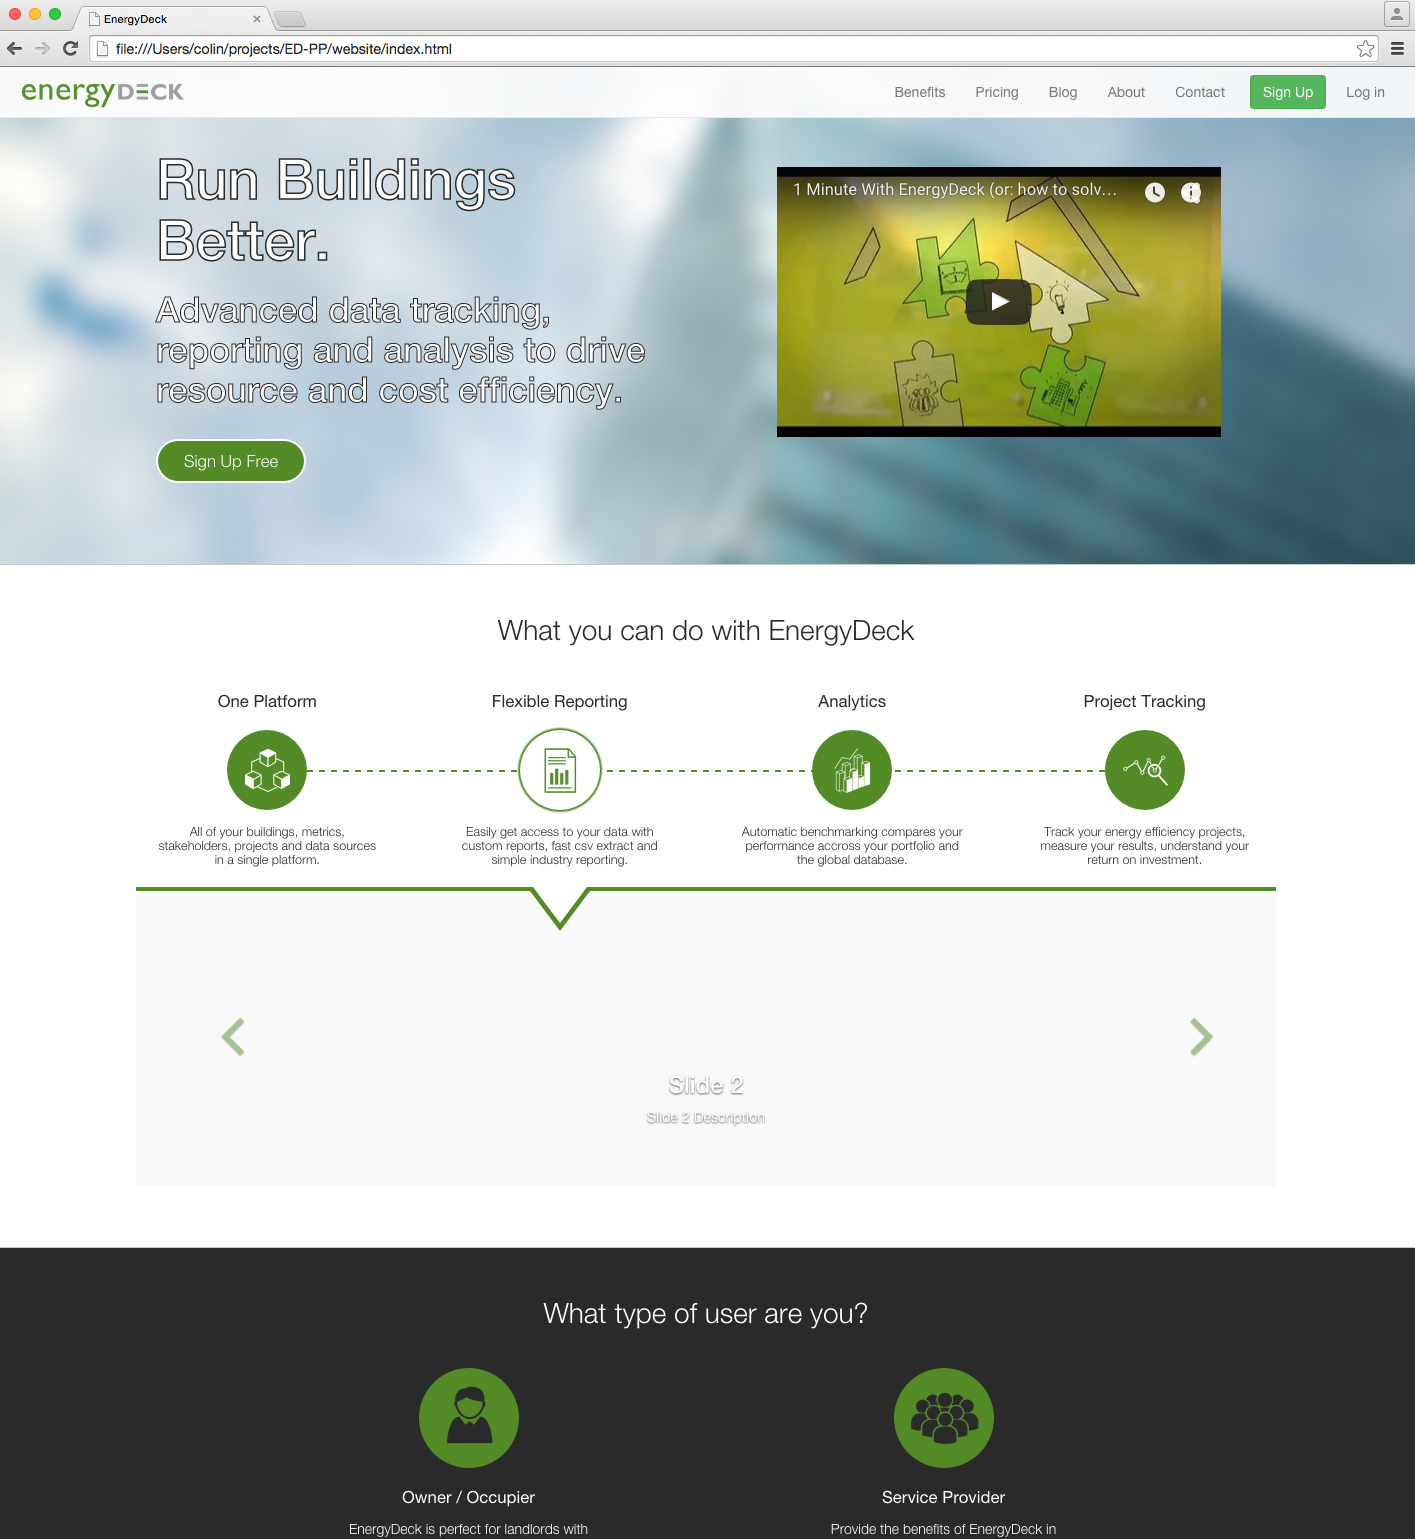 EnergyDeck
file:///Users/colin/projects/ED-PP/website/index.html
energyDECK
Benefits
Pricing
Blog
About
Contact
Sign Up
Log in
Run Buildings
Better.
Advanced data tracking,
reporting and analysis to drive
resource and cost efficiency.
Sign Up Free
1 Minute With EnergyDeck (or: how to solv...
What you can do with EnergyDeck
One Platform
All of your buildings, metrics,
stakeholders, projects and data sources
in a single platform.
Flexible Reporting
Easily get access to your data with
custom reports, fast csv extract and
simple industry reporting.
Analytics
Automatic benchmarking compares your
performance accross your portfolio and
the global database.
Project Tracking
Track your energy efficiency projects,
measure your results, understand your
return on investment.
Slide 2
Slide 2 Description
What type of user are you?
Owner / Occupier
EnergyDeck is perfect for landlords with
Service Provider
Provide the benefits of EnergyDeck in